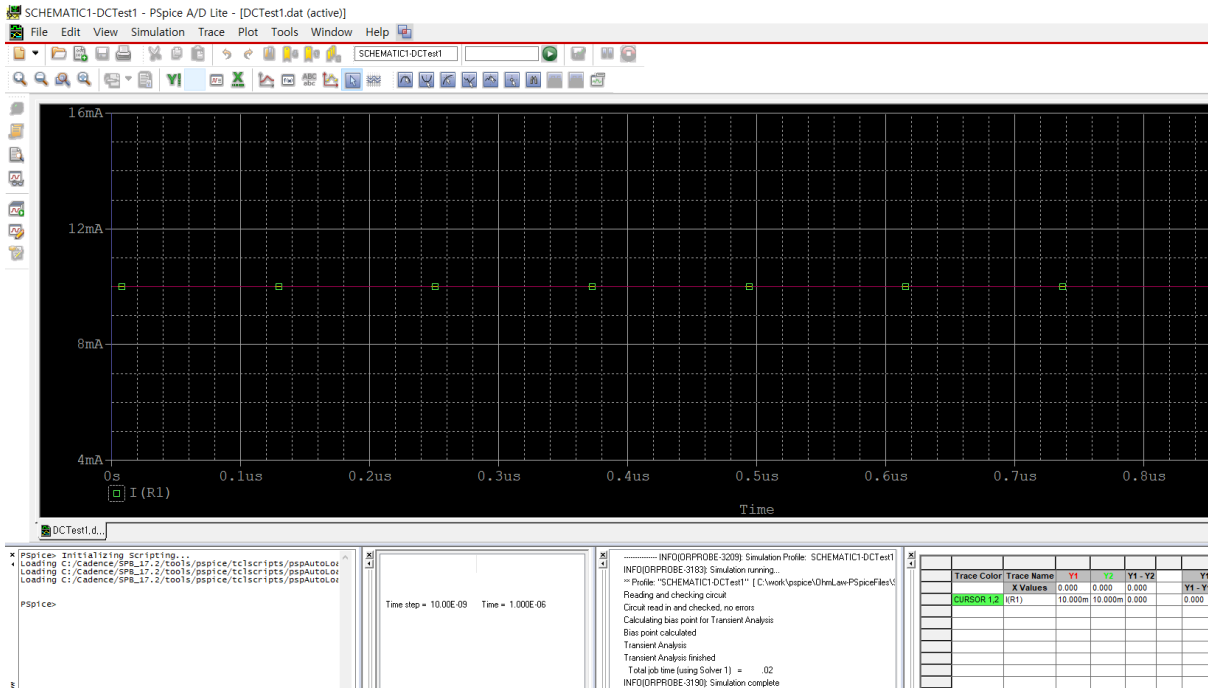 SCHEMATIC1-DCTest1 - PSpice A/D Lite - [DCTest1.dat (active)]
File Edit View Simulation Trace Plot Tools Window Help
SCHEMATIC1-DCTest1
16mA
12mA
8mA
4mA
0s 0.1us 0.2us 0.3us 0.4us 0.5us 0.6us 0.7us 0.8us
I(R1)
Time
DCTest1.d...
PSpice> Initializing Scripting...
Loading C:/Cadence/SPB_17.2/tools/pspice/tclscripts/pspAutoLoa
Loading C:/Cadence/SPB_17.2/tools/pspice/tclscripts/pspAutoLoa
Loading C:/Cadence/SPB_17.2/tools/pspice/tclscripts/pspAutoLoa
PSpice>
Time step = 10.00E-09 Time = 1.000E-06
------------- INFO(ORPROBE-3209): Simulation Profile: SCHEMATIC1-DCTest1
INFO(ORPROBE-3183): Simulation running...
** Profile: "SCHEMATIC1-DCTest1" [ C:\work\pspice\OhmLaw-PSpiceFiles\
Reading and checking circuit
Circuit read in and checked, no errors
Calculating bias point for Transient Analysis
Bias point calculated
Transient Analysis
Transient Analysis finished
Total job time (using Solver 1) = .02
INFO(ORPROBE-3190): Simulation complete
Trace Color Trace Name Y1 Y2 Y1 - Y2 Y1
X Values 0.000 0.000 0.000 Y1 - Y
CURSOR 1,2 I(R1) 10.000m 10.000m 0.000 0.000